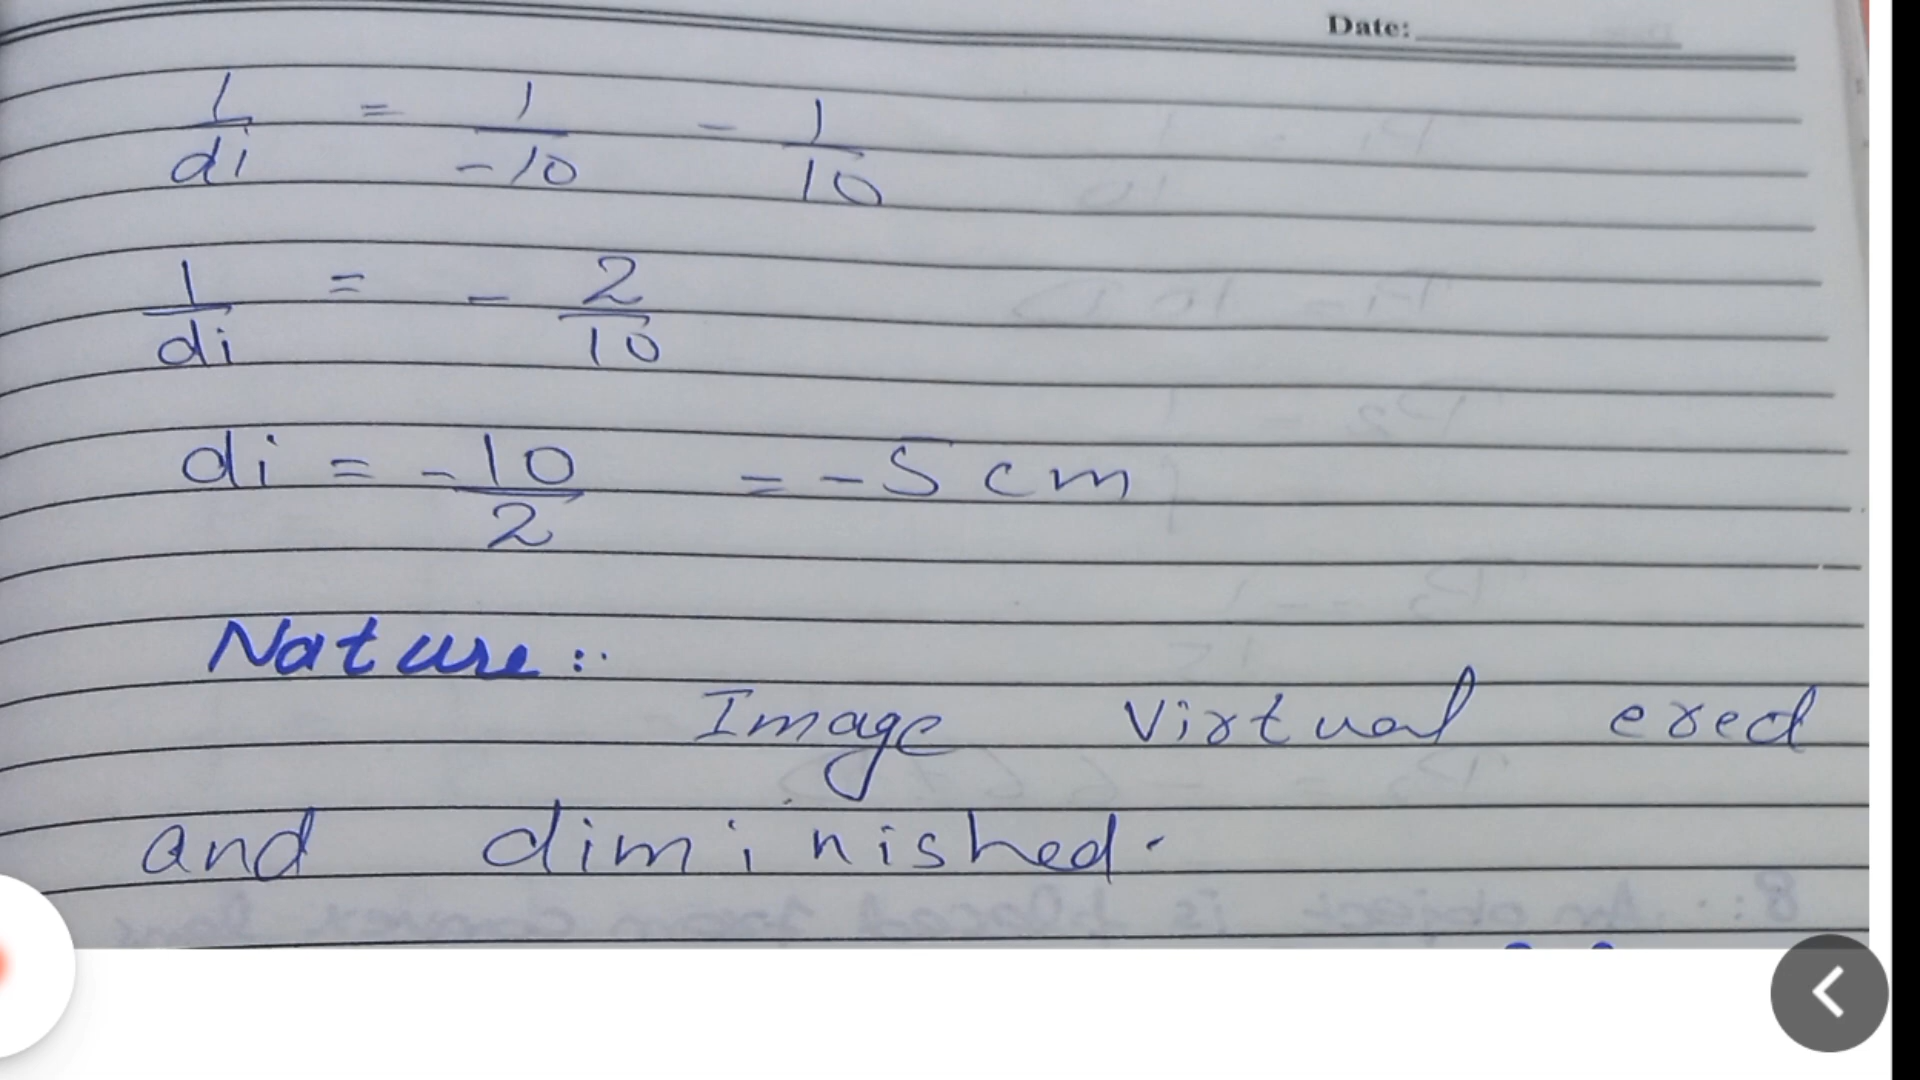 Date:
1/di = 1/-10 - 1/10
1/di = - 2/10
di = -10/2 = -5 cm
Nature:
Image Virtual ered
and diminished.